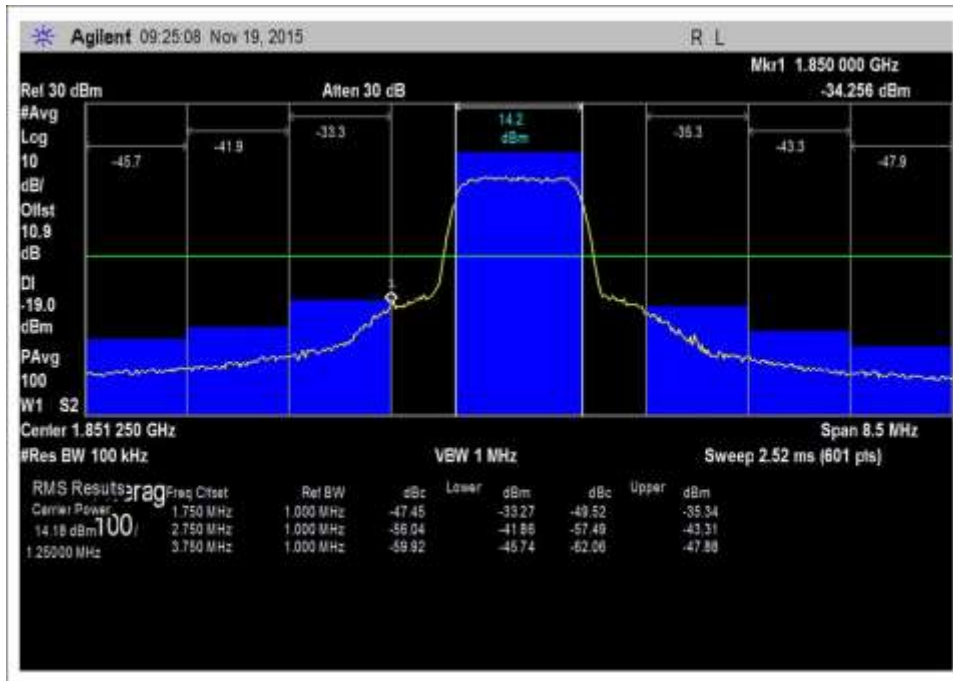 Agilent 09:25:08 Nov 19, 2015 R L
Mkr1 1.850 000 GHz
Ref 30 dBm Atten 30 dB -34.256 dBm
#Avg
Log
10
dB/
Offst
10.9
dB
DI
-19.0
dBm
PAvg
100
W1 S2
-45.7 -41.9 -33.3 14.2 dBm -35.3 -43.3 -47.9
1
Center 1.851 250 GHz Span 8.5 MHz
#Res BW 100 kHz VBW 1 MHz Sweep 2.52 ms (601 pts)
RMS Results Freq Offset Ref BW dBc Lower dBm dBc Upper dBm
Carrier Power 1.750 MHz 1.000 MHz -47.45 -33.27 -49.52 -35.34
14.18 dBm/ 2.750 MHz 1.000 MHz -56.04 -41.86 -57.49 -43.31
1.25000 MHz 3.750 MHz 1.000 MHz -59.92 -45.74 -62.06 -47.88